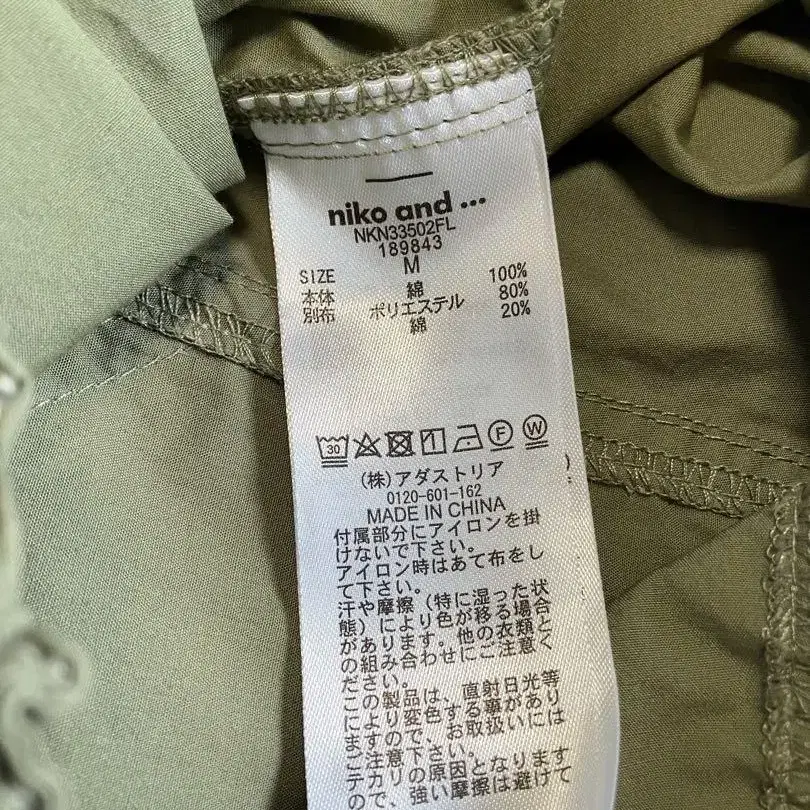 niko and ...
NKN33502FL
189843
SIZE M
本体 綿 100%
別布 ポリエステル 80%
綿 20%
30
F
W
(株)アダストリア
0120-601-162
MADE IN CHINA
付属部分にアイロンを掛
けないで下さい。
アイロン時はあて布をし
て下さい。
汗や摩擦(特に湿った状
態)により色が移る場合
があります。他の衣類と
の組み合わせにご注意く
ださい。
この製品は、直射日光等
により変色する事があり
ますので、お取扱いには
ご注意下さい。
テカリの原因となります
ので、強い摩擦は避けて